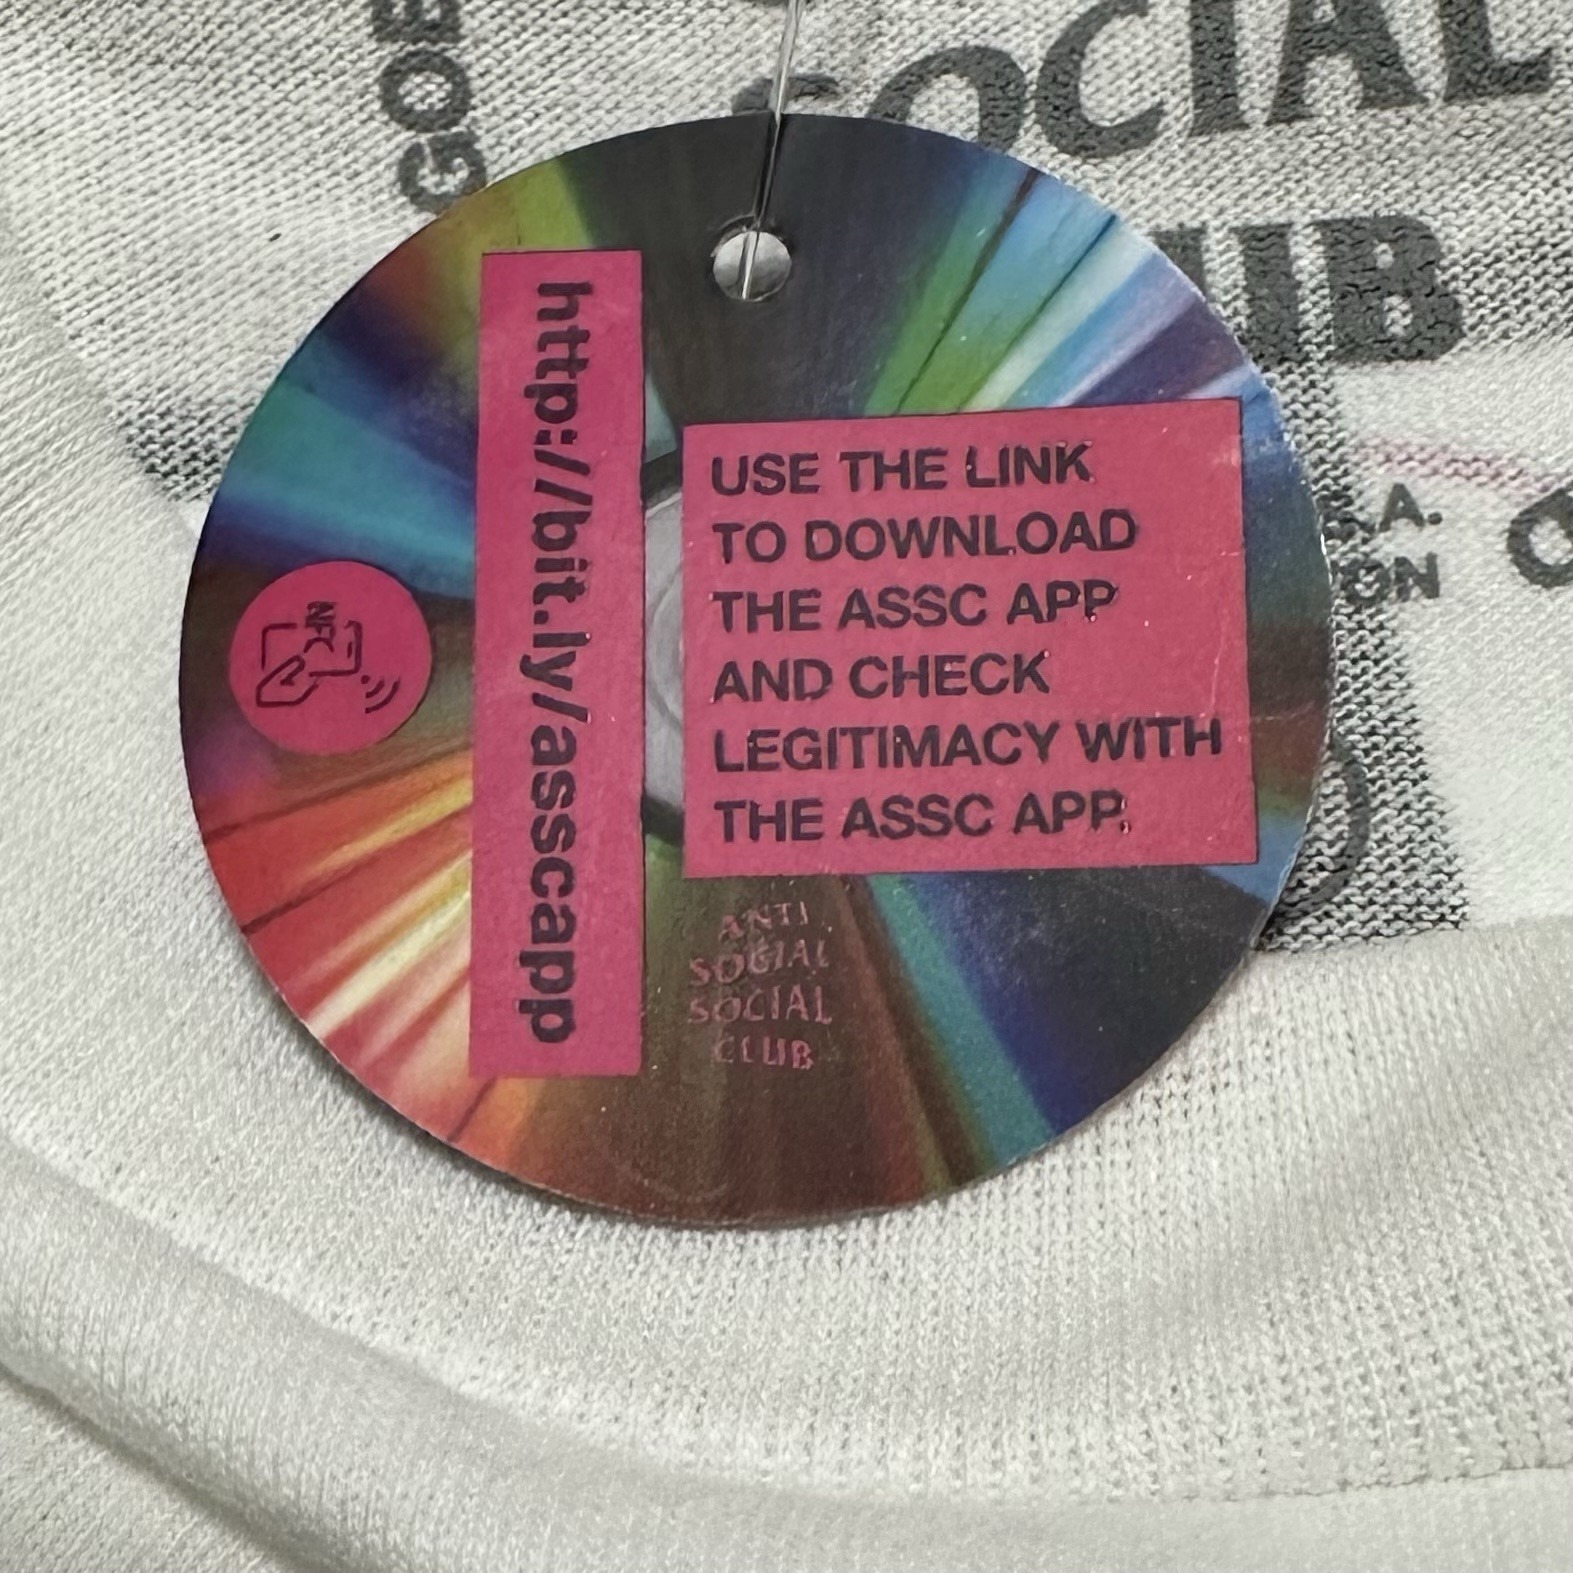 SOCIAL
CLUB
http://bit.ly/asscapp
USE THE LINK
TO DOWNLOAD
THE ASSC APP
AND CHECK
LEGITIMACY WITH
THE ASSC APP.
NFC
ANTI
SOCIAL
SOCIAL
CLUB